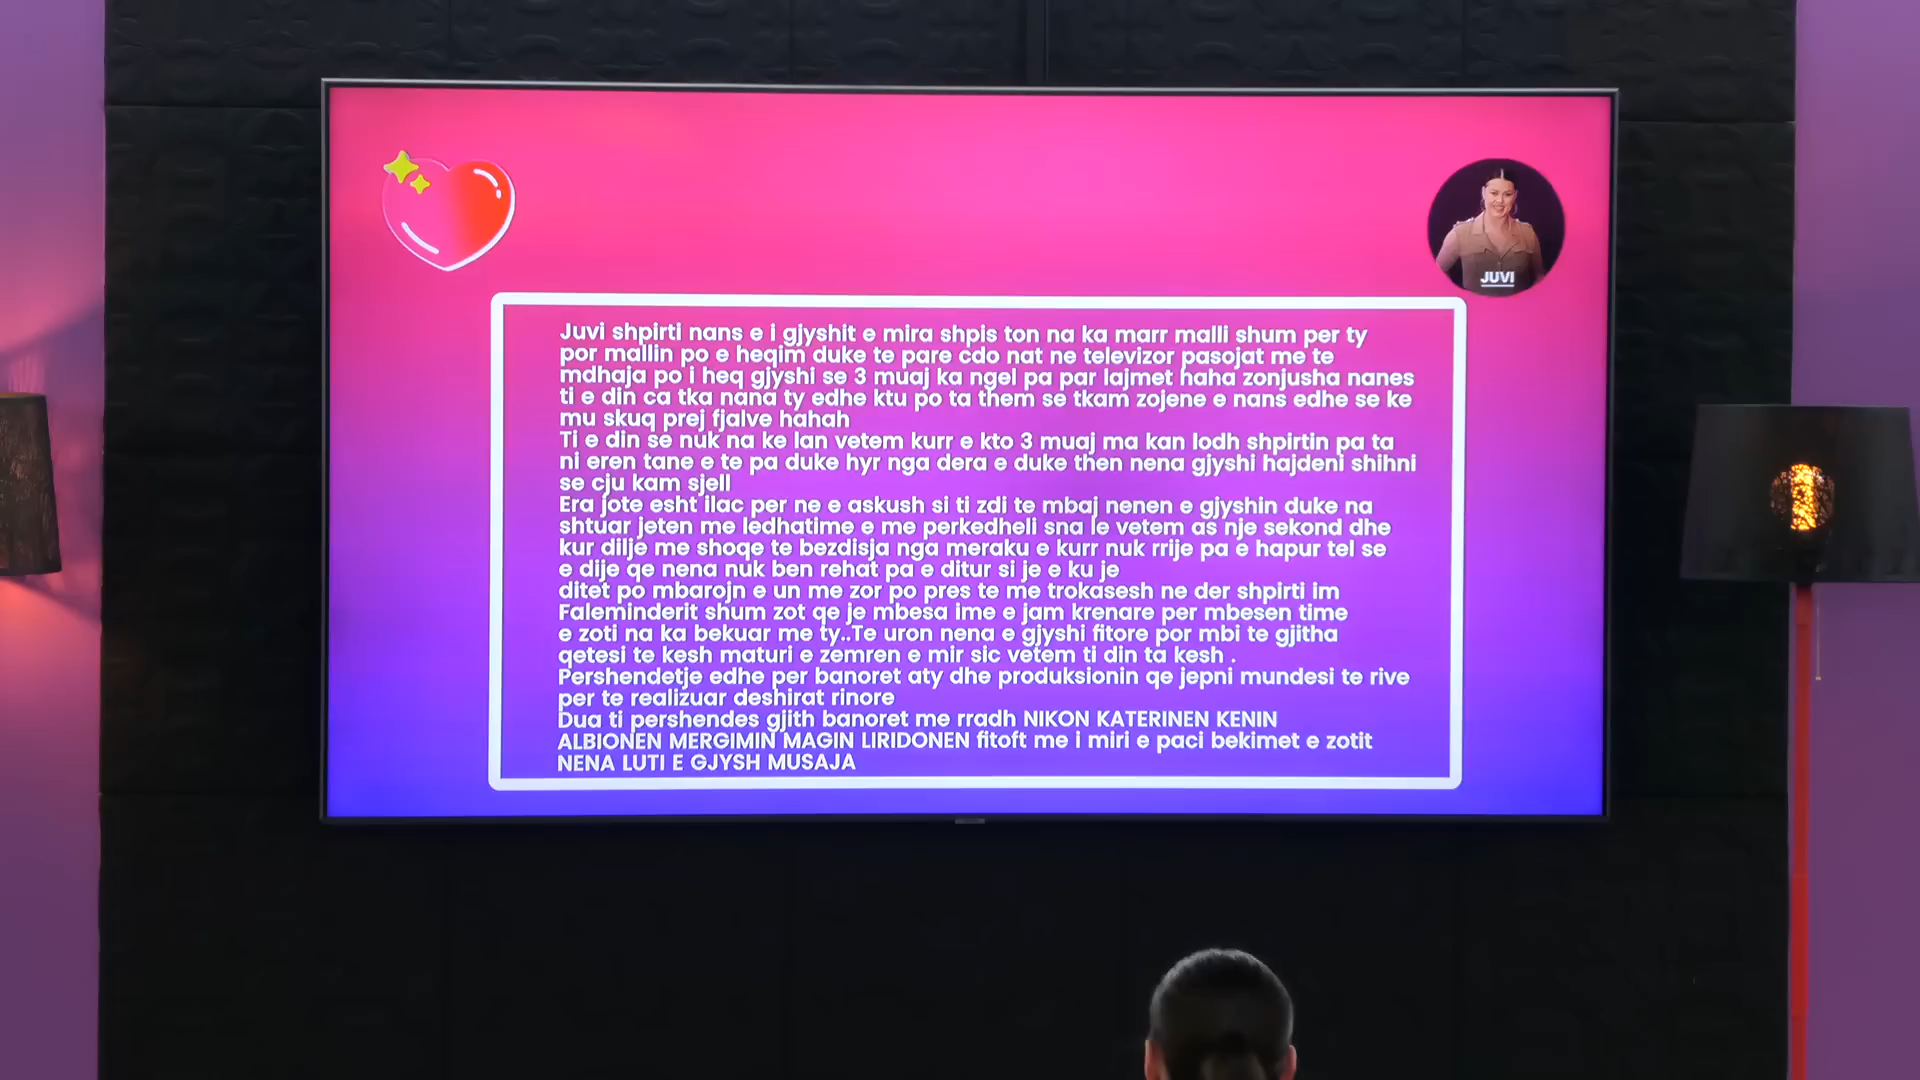 JUVI
Juvi shpirti nans e i gjyshit e mira shpis ton na ka marr malli shum per ty
por mallin po e heqim duke te pare cdo nat ne televizor pasojat me te
mdhaja po i heq gjyshi se 3 muaj ka ngel pa par lajmet haha zonjusha nanes
ti e din ca tka nana ty edhe ktu po ta them se tkam zojene e nans edhe se ke
mu skuq prej fjalve hahah
Ti e din se nuk na ke lan vetem kurr e kto 3 muaj ma kan lodh shpirtin pa ta
ni eren tane e te pa duke hyr nga dera e duke then nena gjyshi hajdeni shihni
se cju kam sjell
Era jote esht ilac per ne e askush si ti zdi te mbaj nenen e gjyshin duke na
shtuar jeten me ledhatime e me perkedheli sna le vetem as nje sekond dhe
kur dilje me shoqe te bezdisja nga meraku e kurr nuk rrije pa e hapur tel se
e dije qe nena nuk ben rehat pa e ditur si je e ku je
ditet po mbarojn e un me zor po pres te me trokasesh ne der shpirti im
Faleminderit shum zot qe je mbesa ime e jam krenare per mbesen time
e zoti na ka bekuar me ty..Te uron nena e gjyshi fitore por mbi te gjitha
qetesi te kesh maturi e zemren e mir sic vetem ti din ta kesh .
Pershendetje edhe per banoret aty dhe produksionin qe jepni mundesi te rive
per te realizuar deshirat rinore
Dua ti pershendes gjith banoret me rradh NIKON KATERINEN KENIN
ALBIONEN MERGIMIN MAGIN LIRIDONEN fitoft me i miri e paci bekimet e zotit
NENA LUTI E GJYSH MUSAJA